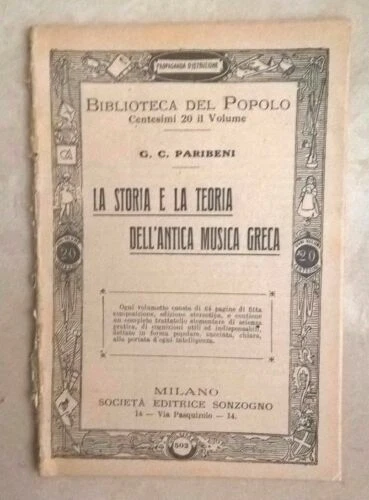 PROPAGANDA D'ISTRUZIONE
BIBLIOTECA DEL POPOLO
Centesimi 20 il Volume
G. C. PARIBENI
LA STORIA E LA TEORIA
DELL'ANTICA MUSICA GRECA
20
20
CENTESIMI
Ogni volumetto consta di 64 pagine di fitta
composizione, edizione stereotipa, e contiene
un completo trattatello elementare di scienza
pratica, di cognizioni utili ed indispensabili,
dettato in forma popolare, succinta, chiara,
alla portata d'ogni intelligenza.
MILANO
SOCIETÀ EDITRICE SONZOGNO
14 — Via Pasquirolo — 14.
502